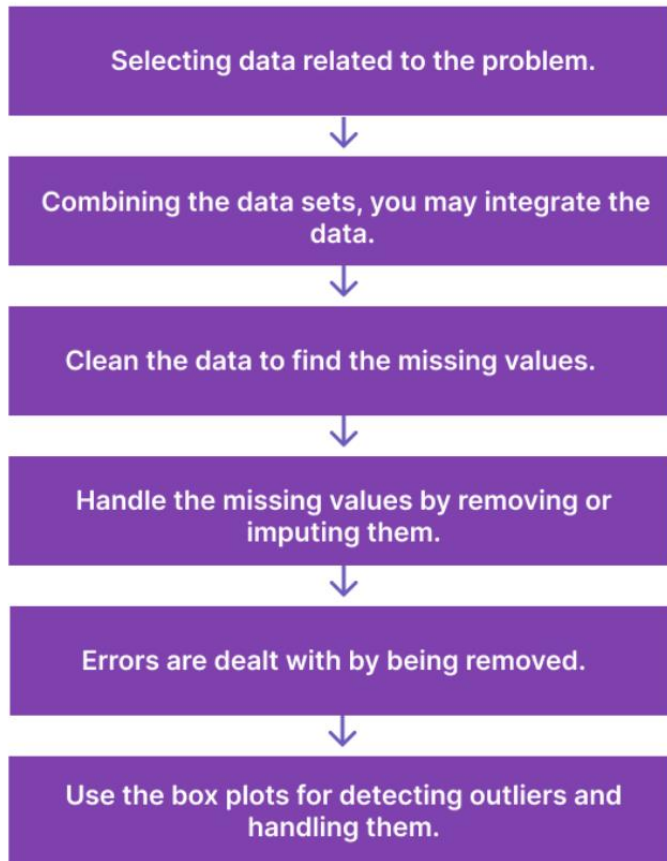 Selecting data related to the problem.
Combining the data sets, you may integrate the
data.
Clean the data to find the missing values.
Handle the missing values by removing or
imputing them.
Errors are dealt with by being removed.
Use the box plots for detecting outliers and
handling them.